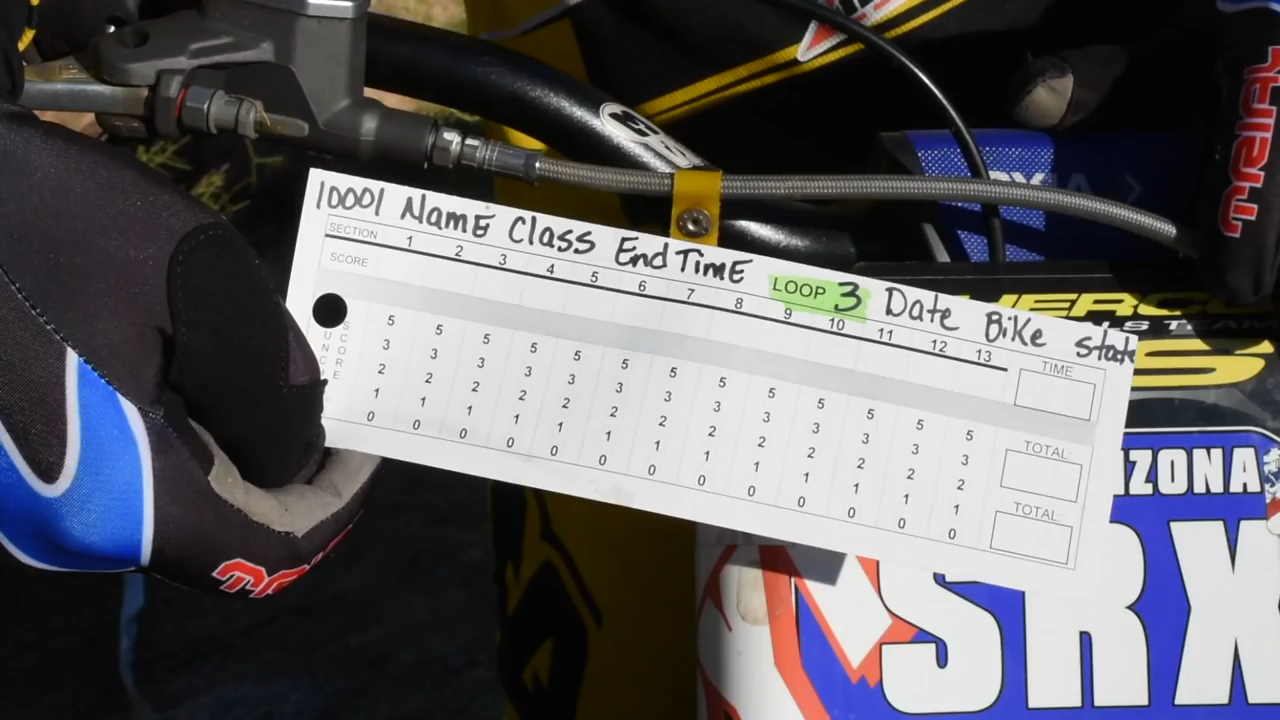 10001 NamE Class End TimE LOOP 3 Date Bike State
SECTION 1 2 3 4 5 6 7 8 9 10 11 12 13
SCORE
TIME
PUNCH
SCORE
5 5 5 5 5 5 5 5 5 5 5 5 5
3 3 3 3 3 3 3 3 3 3 3 3 3
2 2 2 2 2 2 2 2 2 2 2 2 2
1 1 1 1 1 1 1 1 1 1 1 1 1
0 0 0 0 0 0 0 0 0 0 0 0 0
TOTAL
TOTAL
IZONA
SRX